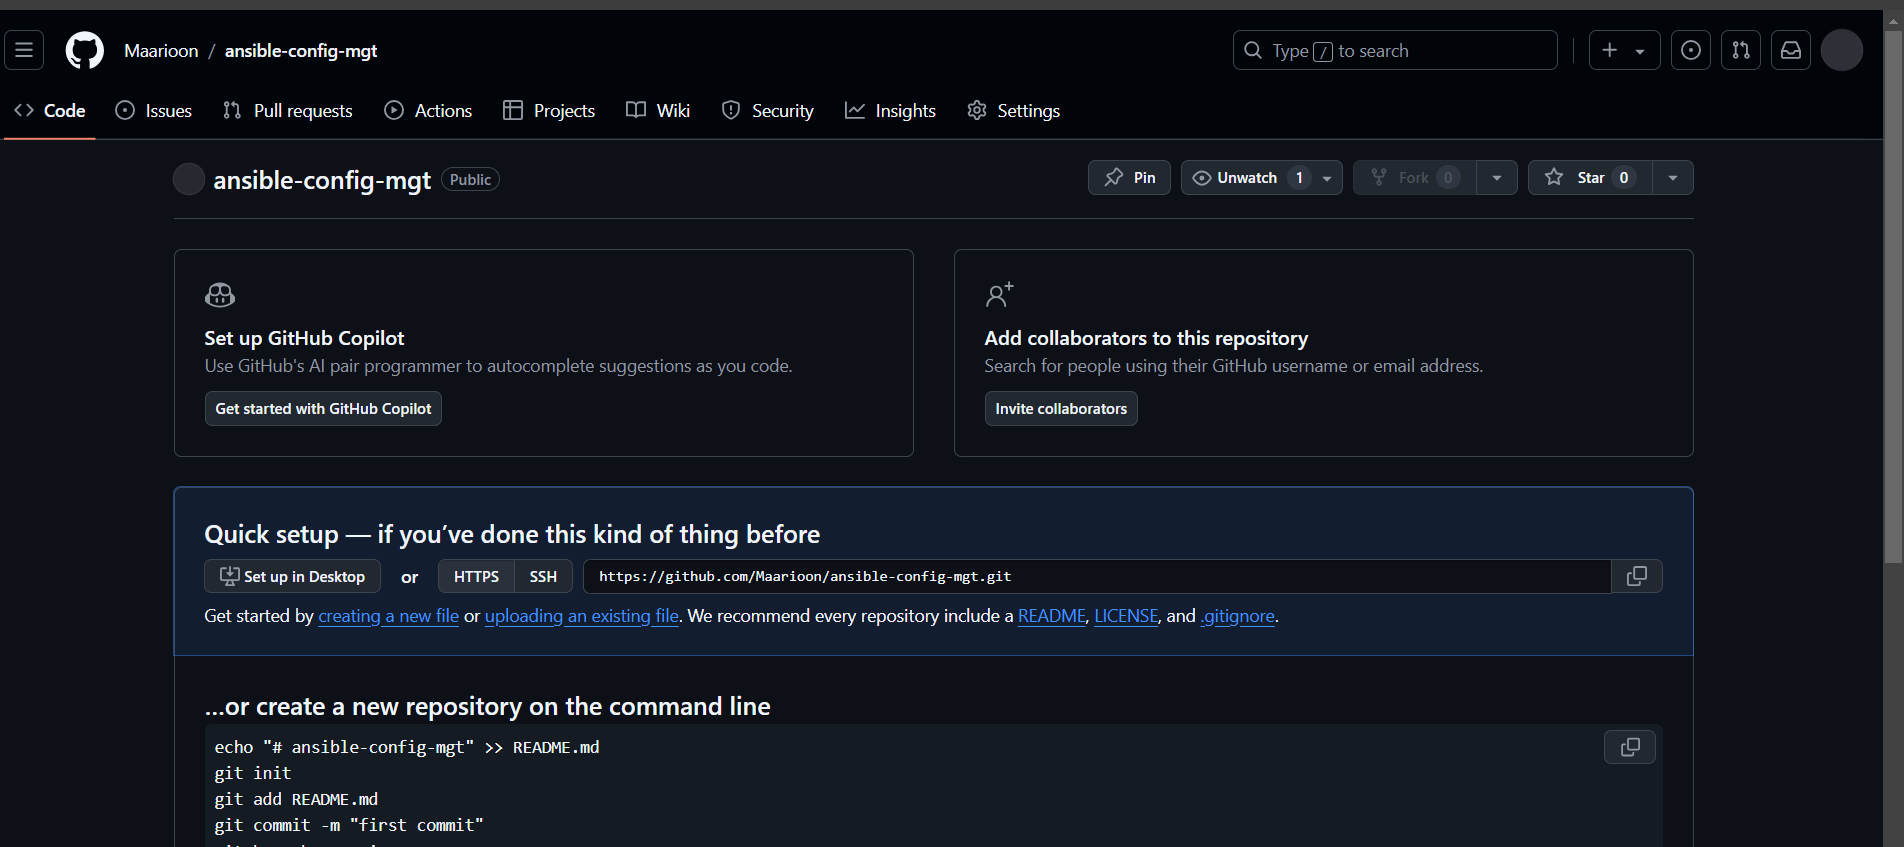 Maarioon / ansible-config-mgt
Type / to search
Code Issues Pull requests Actions Projects Wiki Security Insights Settings
ansible-config-mgt Public
Pin Unwatch 1 Fork 0 Star 0
Set up GitHub Copilot
Use GitHub's AI pair programmer to autocomplete suggestions as you code.
Get started with GitHub Copilot
Add collaborators to this repository
Search for people using their GitHub username or email address.
Invite collaborators
Quick setup — if you’ve done this kind of thing before
Set up in Desktop or HTTPS SSH https://github.com/Maarioon/ansible-config-mgt.git
Get started by creating a new file or uploading an existing file. We recommend every repository include a README, LICENSE, and .gitignore.
…or create a new repository on the command line
echo "# ansible-config-mgt" >> README.md
git init
git add README.md
git commit -m "first commit"